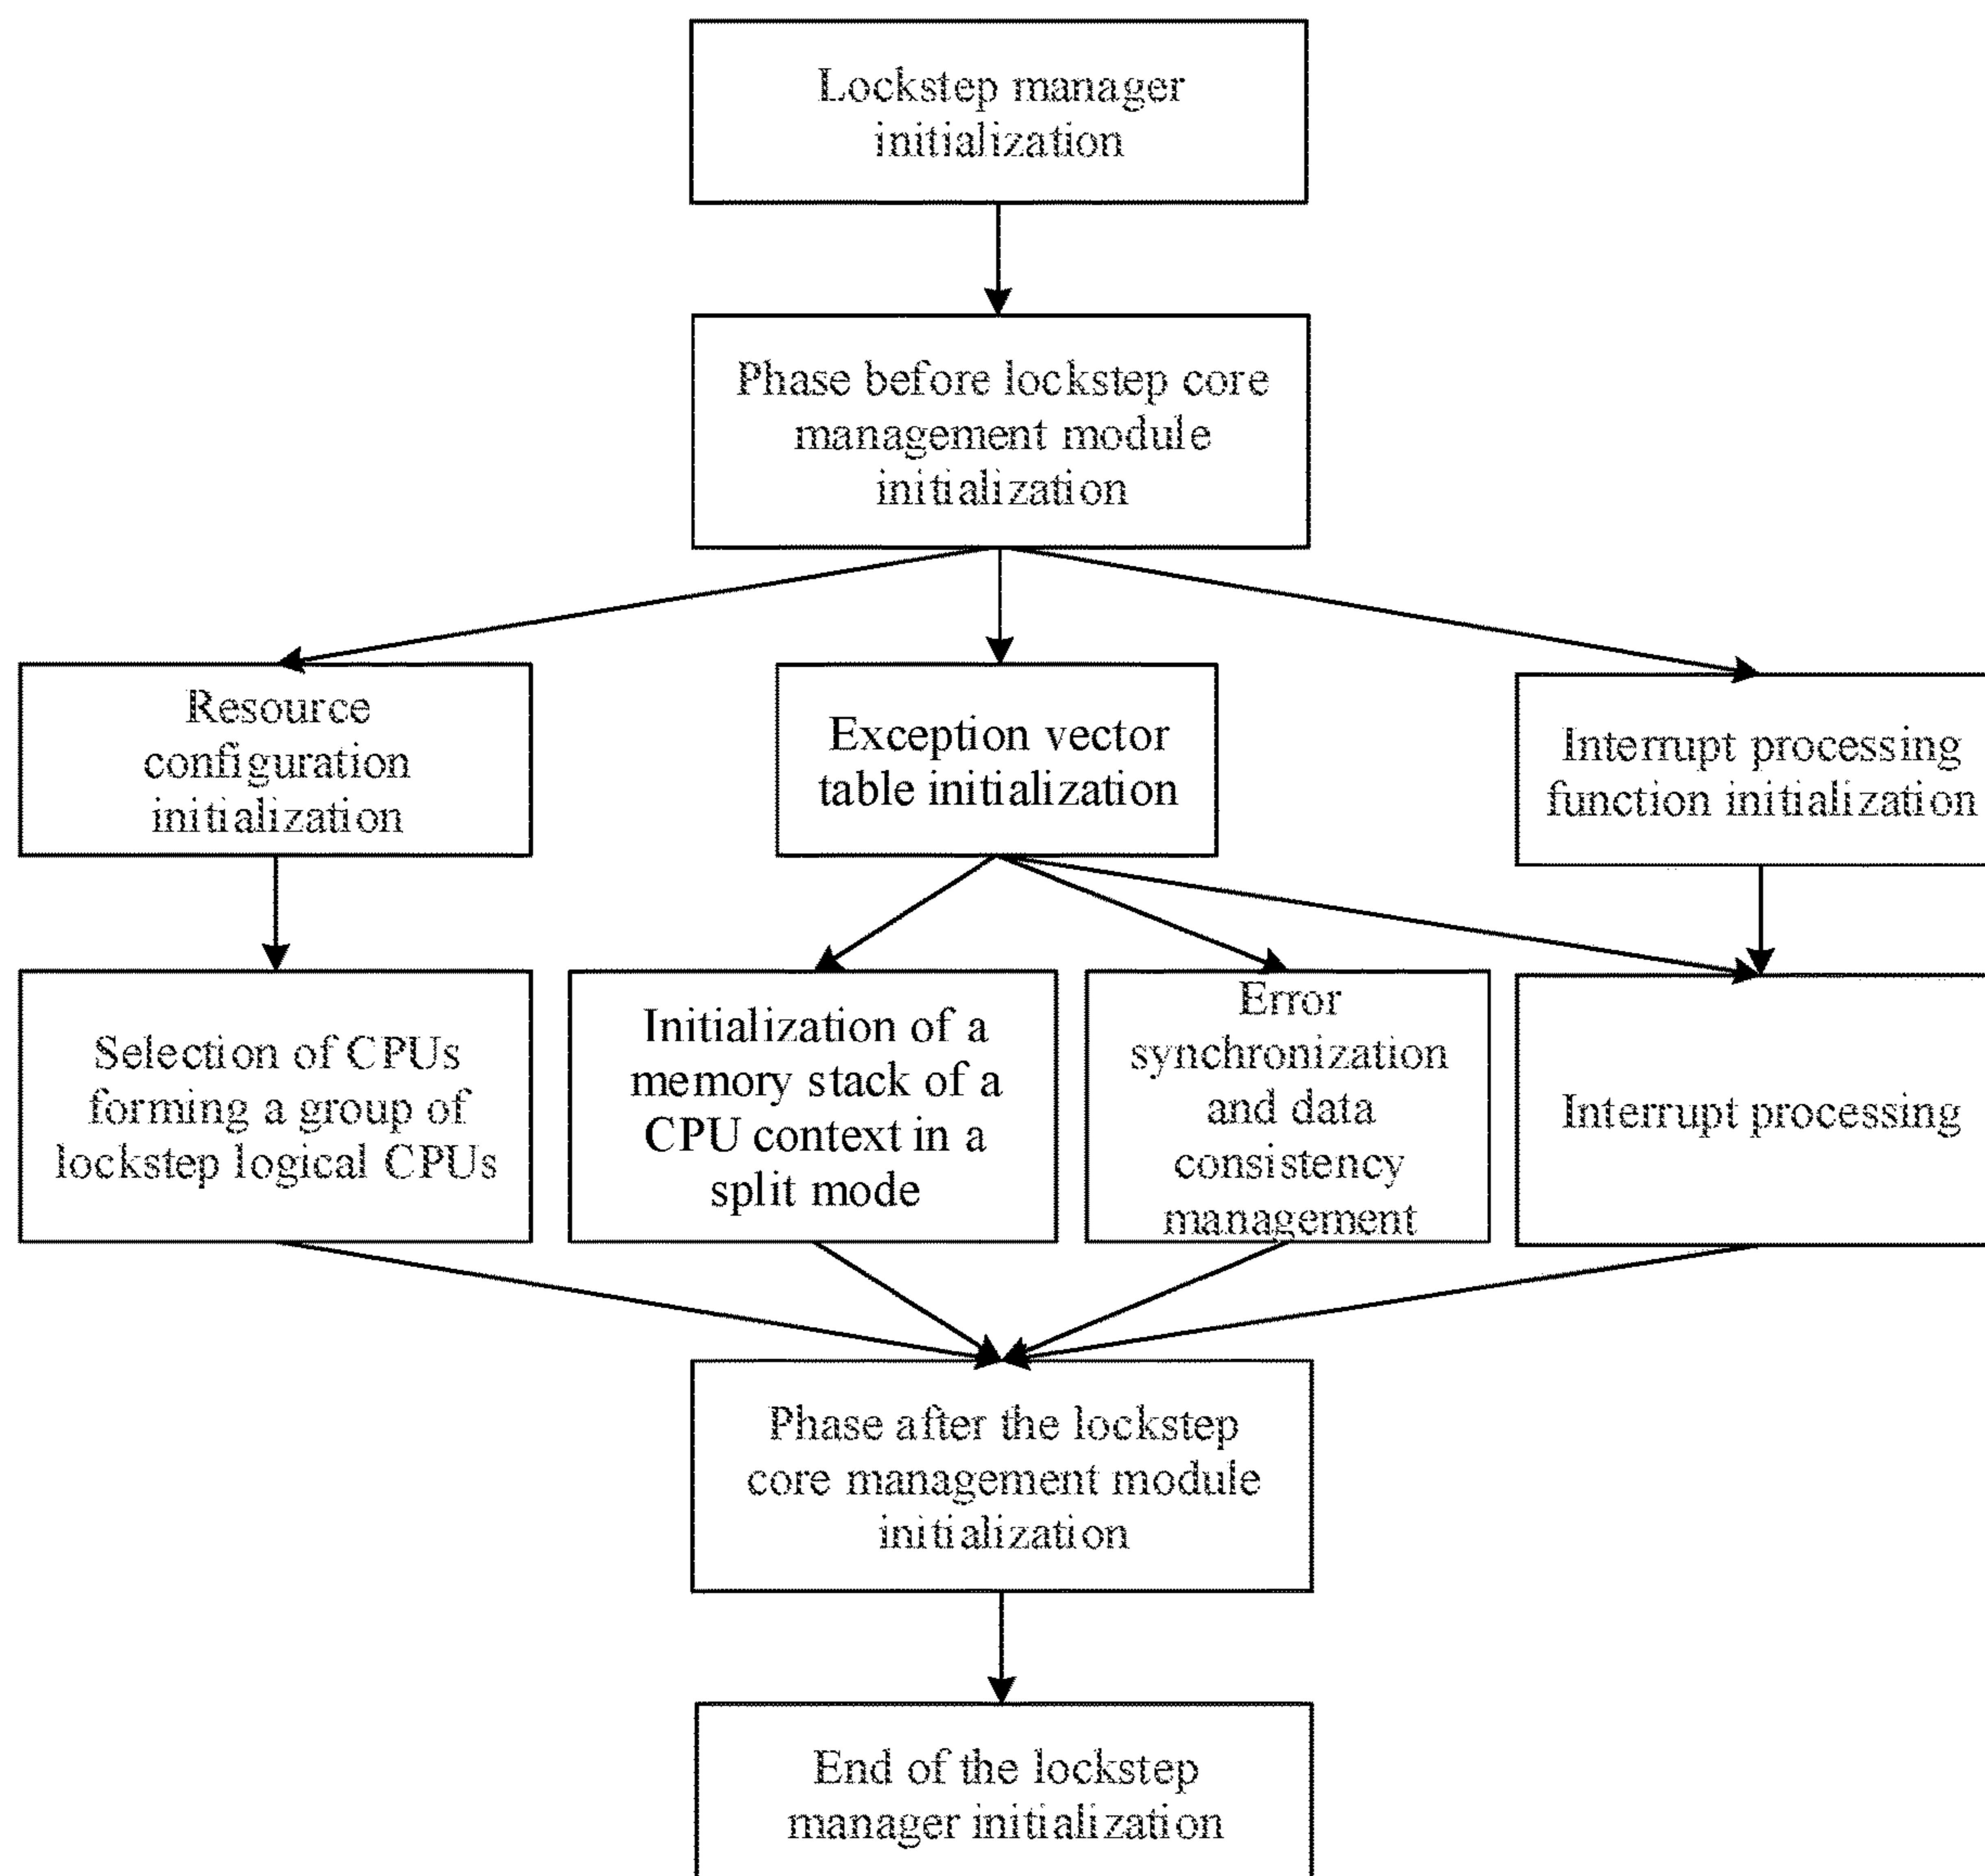 Lockstep manager
initialization
Phase before lockstep core
management module
initialization
Resource
configuration
initialization
Exception vector
table initialization
Interrupt processing
function initialization
Selection of CPUs
forming a group of
lockstep logical CPUs
Initialization of a
memory stack of a
CPU context in a
split mode
Error
synchronization
and data
consistency
management
Interrupt processing
Phase after the lockstep
core management module
initialization
End of the lockstep
manager initialization